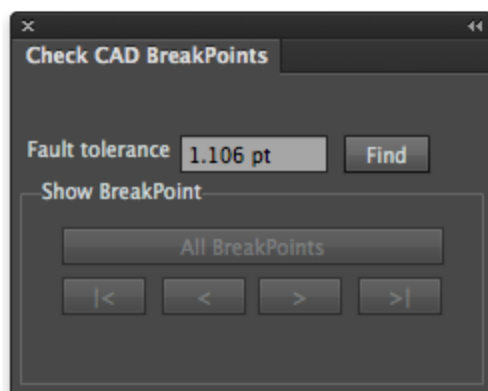 Check CAD BreakPoints
Fault tolerance 1.106 pt Find
Show BreakPoint
All BreakPoints
|< < > >|